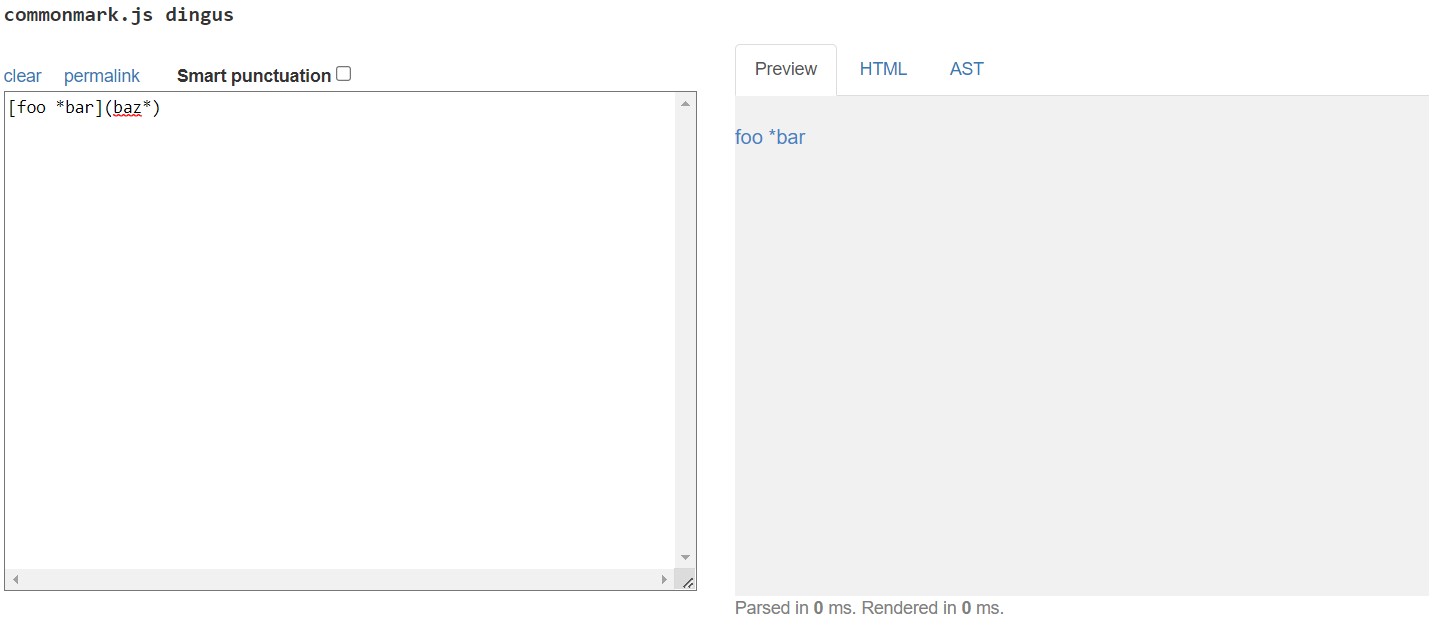 commonmark.js dingus
clear permalink Smart punctuation
[foo *bar](baz*)
Preview HTML AST
foo *bar
Parsed in 0 ms. Rendered in 0 ms.